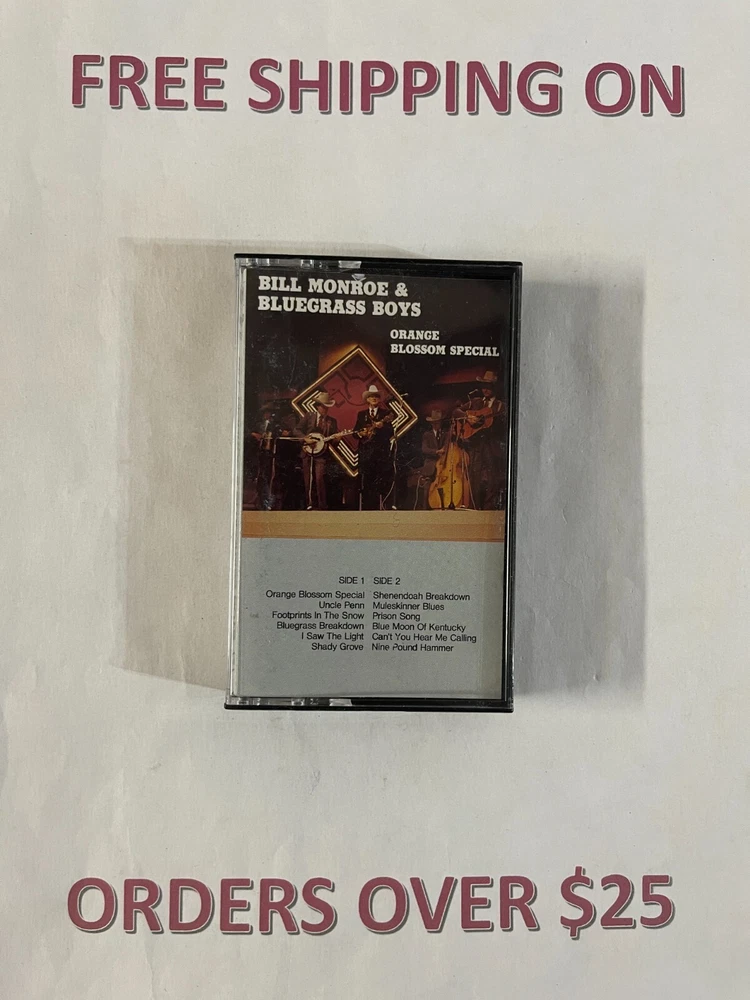 FREE SHIPPING ON
BILL MONROE &
BLUEGRASS BOYS
ORANGE
BLOSSOM SPECIAL
SIDE 1 SIDE 2
Orange Blossom Special Shenendoah Breakdown
Uncle Penn Muleskinner Blues
Footprints In The Snow Prison Song
Bluegrass Breakdown Blue Moon Of Kentucky
I Saw The Light Can't You Hear Me Calling
Shady Grove Nine Pound Hammer
ORDERS OVER $25